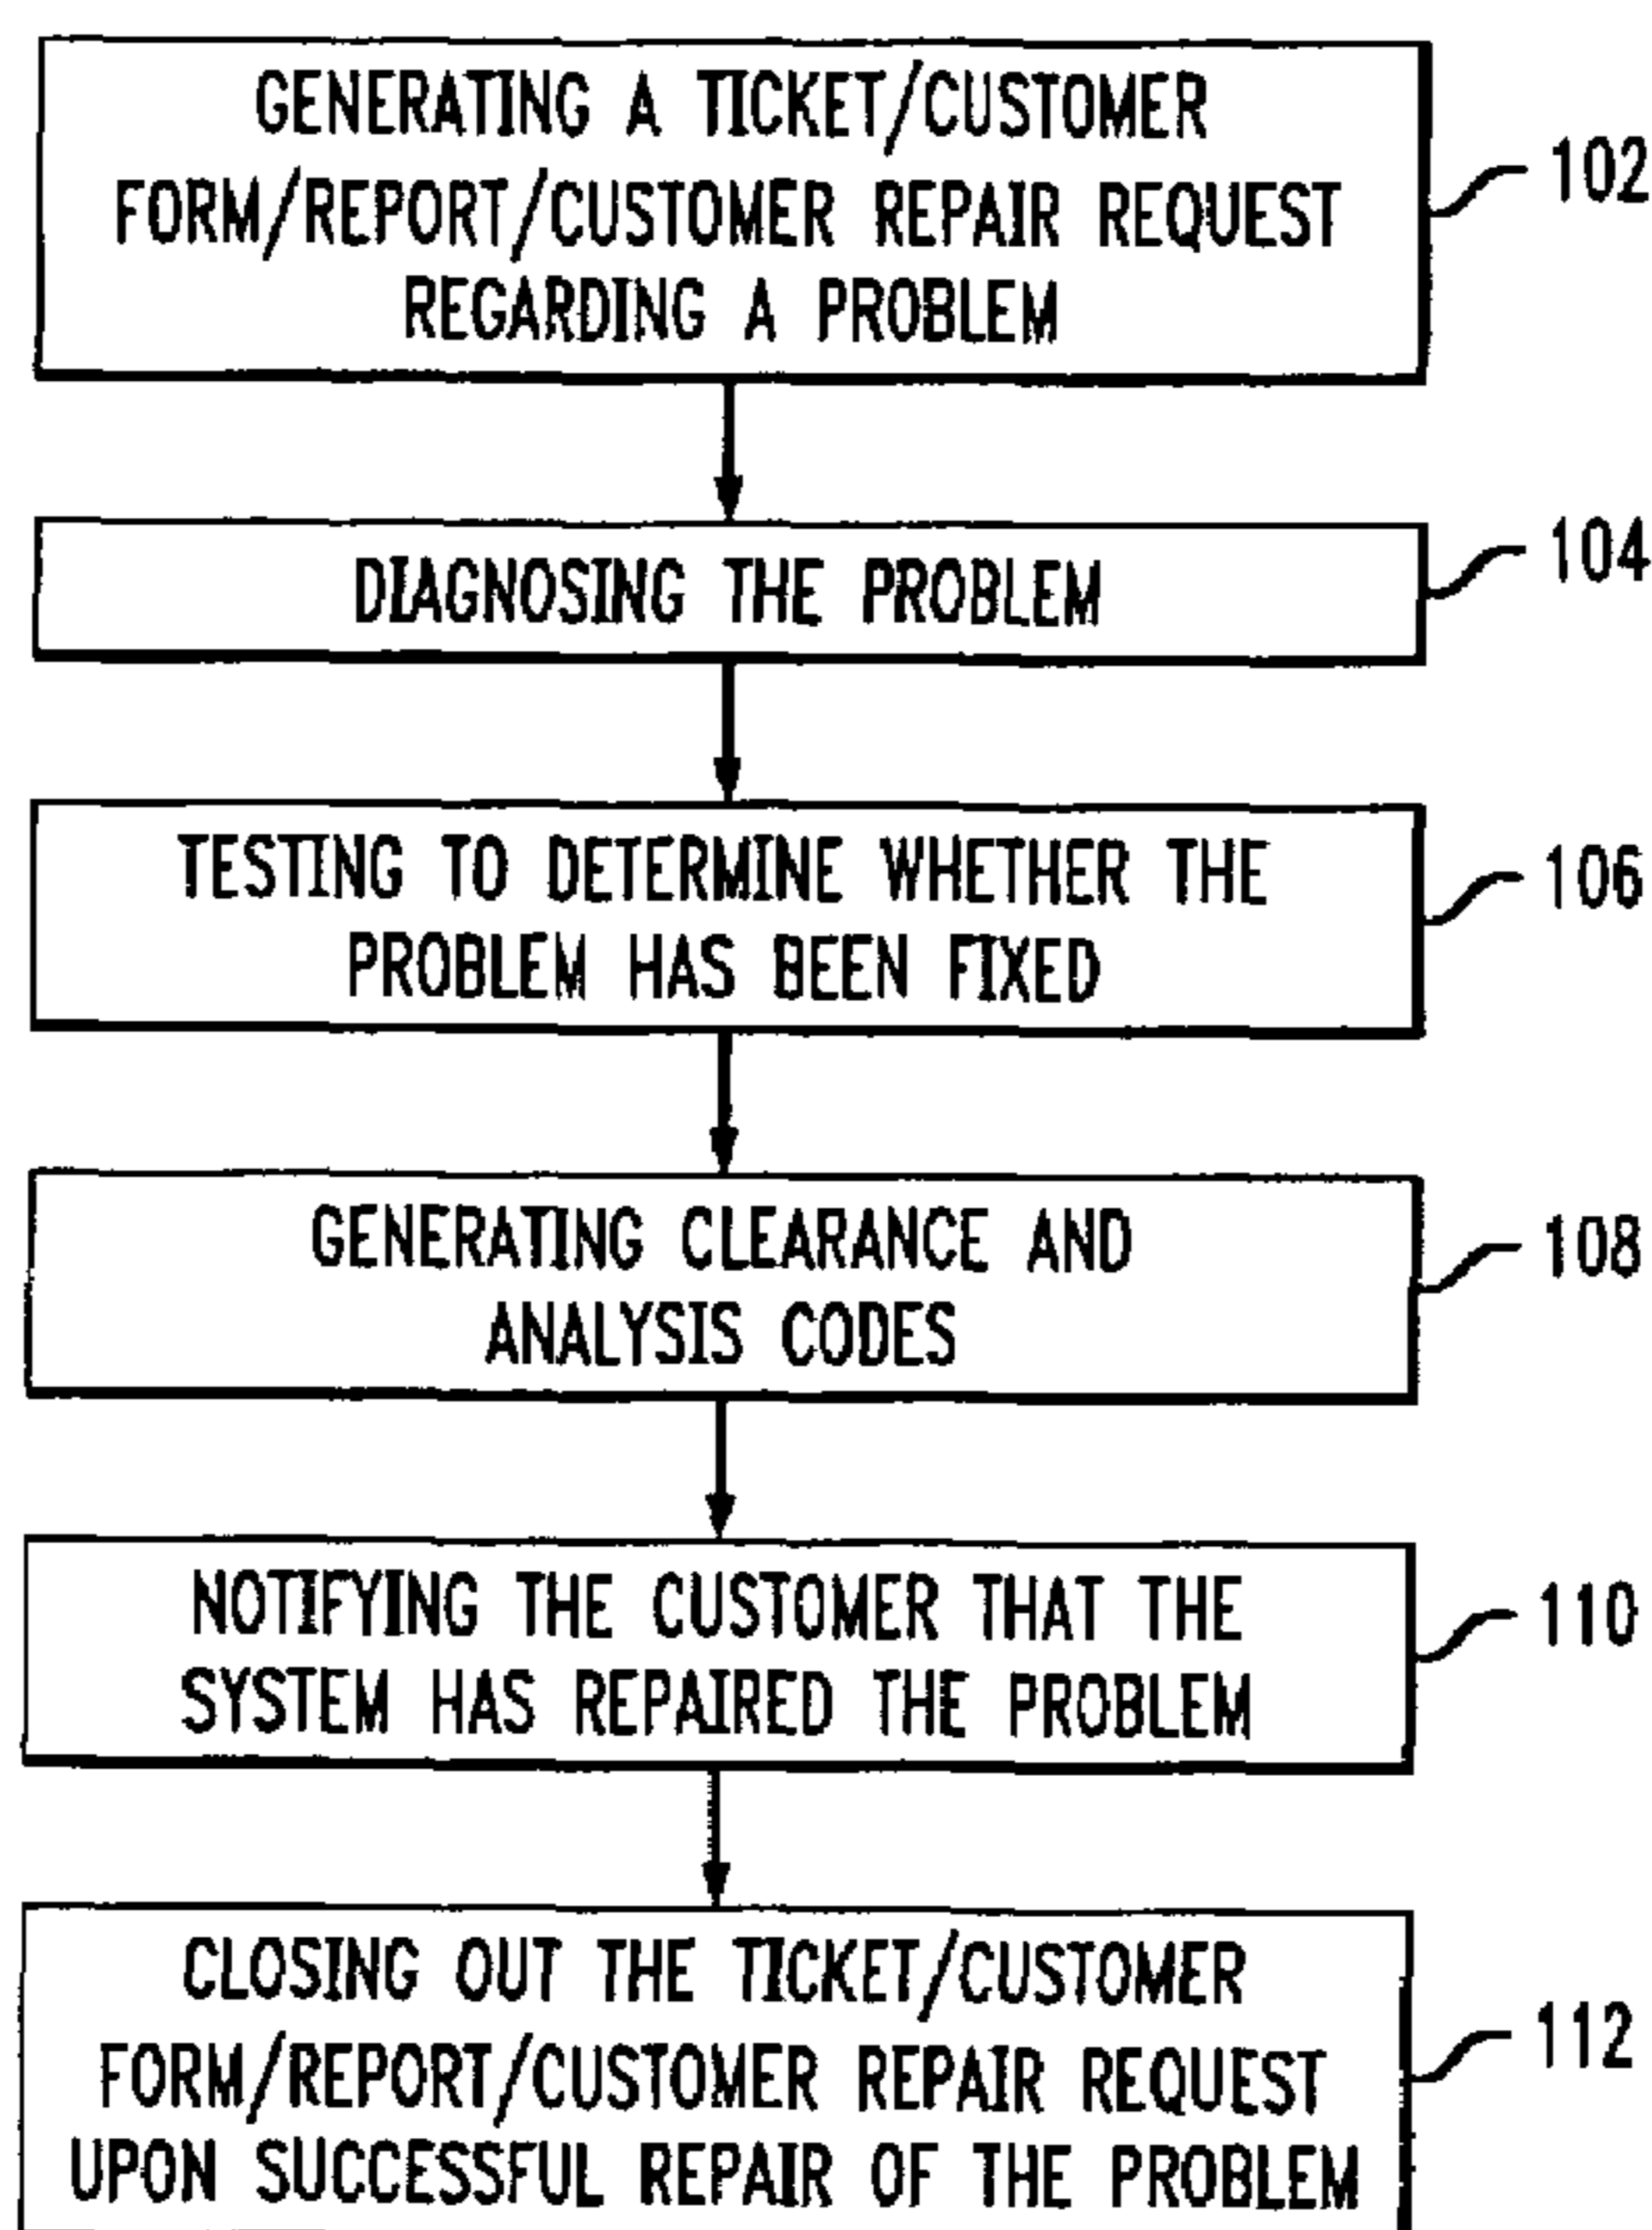 GENERATING A TICKET/CUSTOMER
FORM/REPORT/CUSTOMER REPAIR REQUEST
REGARDING A PROBLEM
102
DIAGNOSING THE PROBLEM
104
TESTING TO DETERMINE WHETHER THE
PROBLEM HAS BEEN FIXED
106
GENERATING CLEARANCE AND
ANALYSIS CODES
108
NOTIFYING THE CUSTOMER THAT THE
SYSTEM HAS REPAIRED THE PROBLEM
110
CLOSING OUT THE TICKET/CUSTOMER
FORM/REPORT/CUSTOMER REPAIR REQUEST
UPON SUCCESSFUL REPAIR OF THE PROBLEM
112